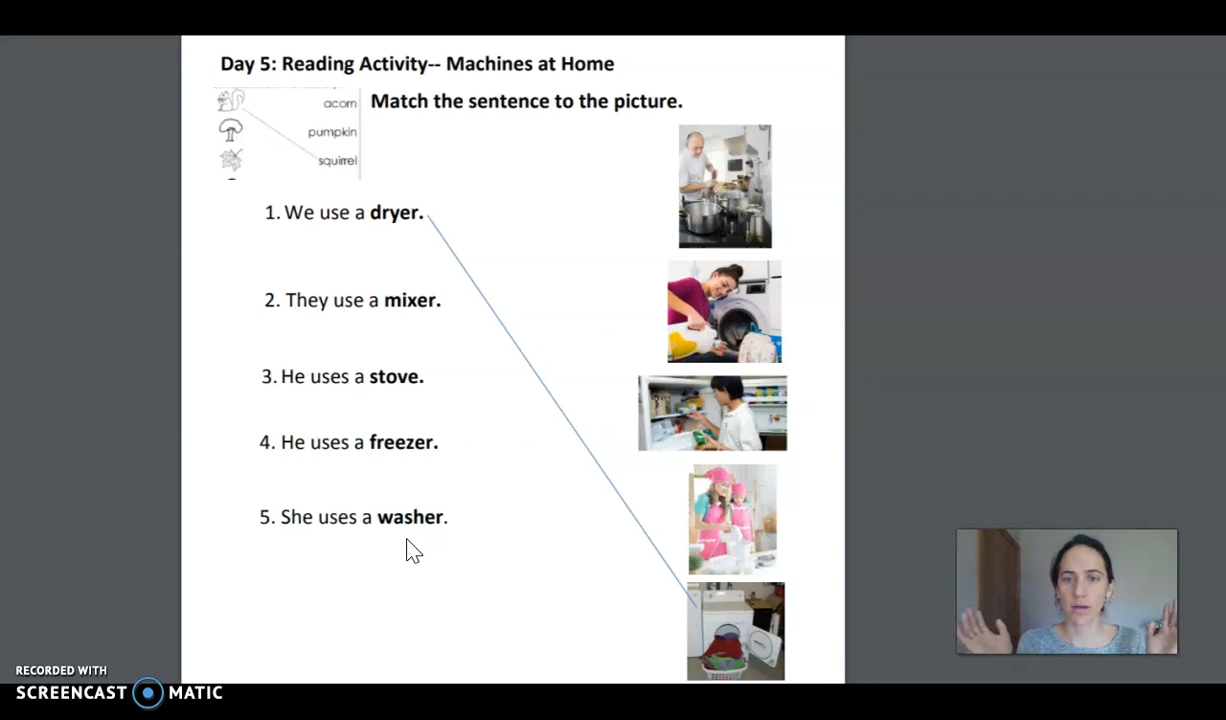 Day 5: Reading Activity-- Machines at Home
Match the sentence to the picture.
acorn
pumpkin
squirrel
1. We use a dryer.
2. They use a mixer.
3. He uses a stove.
4. He uses a freezer.
5. She uses a washer.
RECORDED WITH
SCREENCAST MATIC